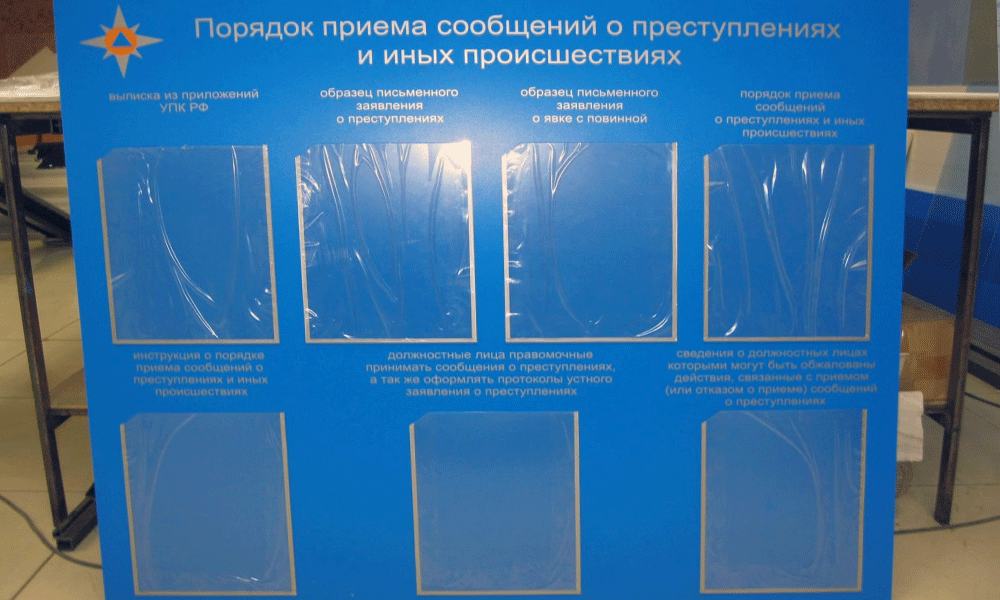 Порядок приема сообщений о преступлениях
и иных происшествиях
выписка из приложений
УПК РФ
образец письменного
заявления
о преступлениях
образец письменного
заявления
о явке с повинной
порядок приема
сообщений
о преступлениях и иных
происшествиях
инструкция о порядке
приема сообщений о
преступлениях и иных
происшествиях
должностные лица правомочные
принимать сообщения о преступлениях,
а так же оформлять протоколы устного
заявления о преступлениях
сведения о должностных лицах
которыми могут быть обжалованы
действия, связанные с приемом
(или отказом о приеме) сообщений
о преступлениях